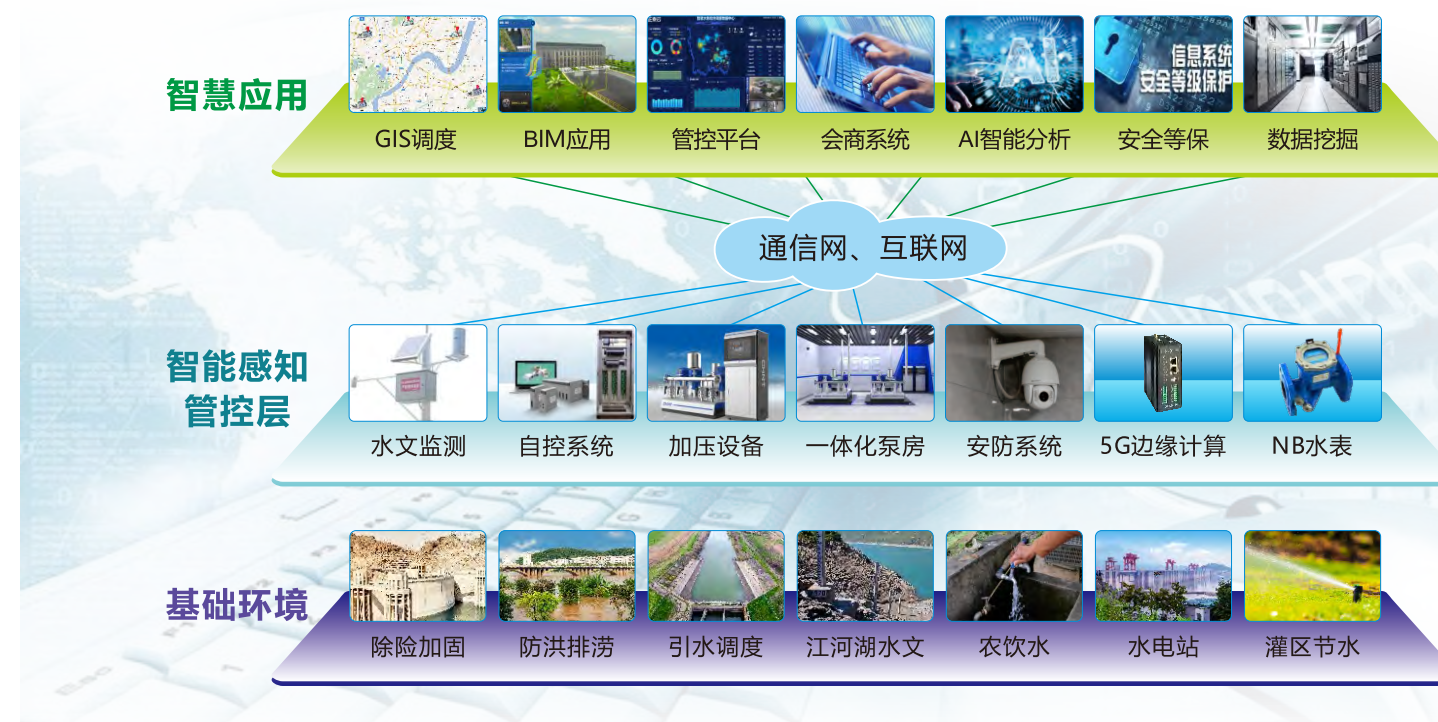 智慧应用
信息系统
安全等级保护
AI
GIS调度
BIM应用
管控平台
会商系统
AI智能分析
安全等保
数据挖掘
通信网、互联网
智能感知
管控层
水文监测
自控系统
加压设备
一体化泵房
安防系统
5G边缘计算
NB水表
基础环境
除险加固
防洪排涝
引水调度
江河湖水文
农饮水
水电站
灌区节水